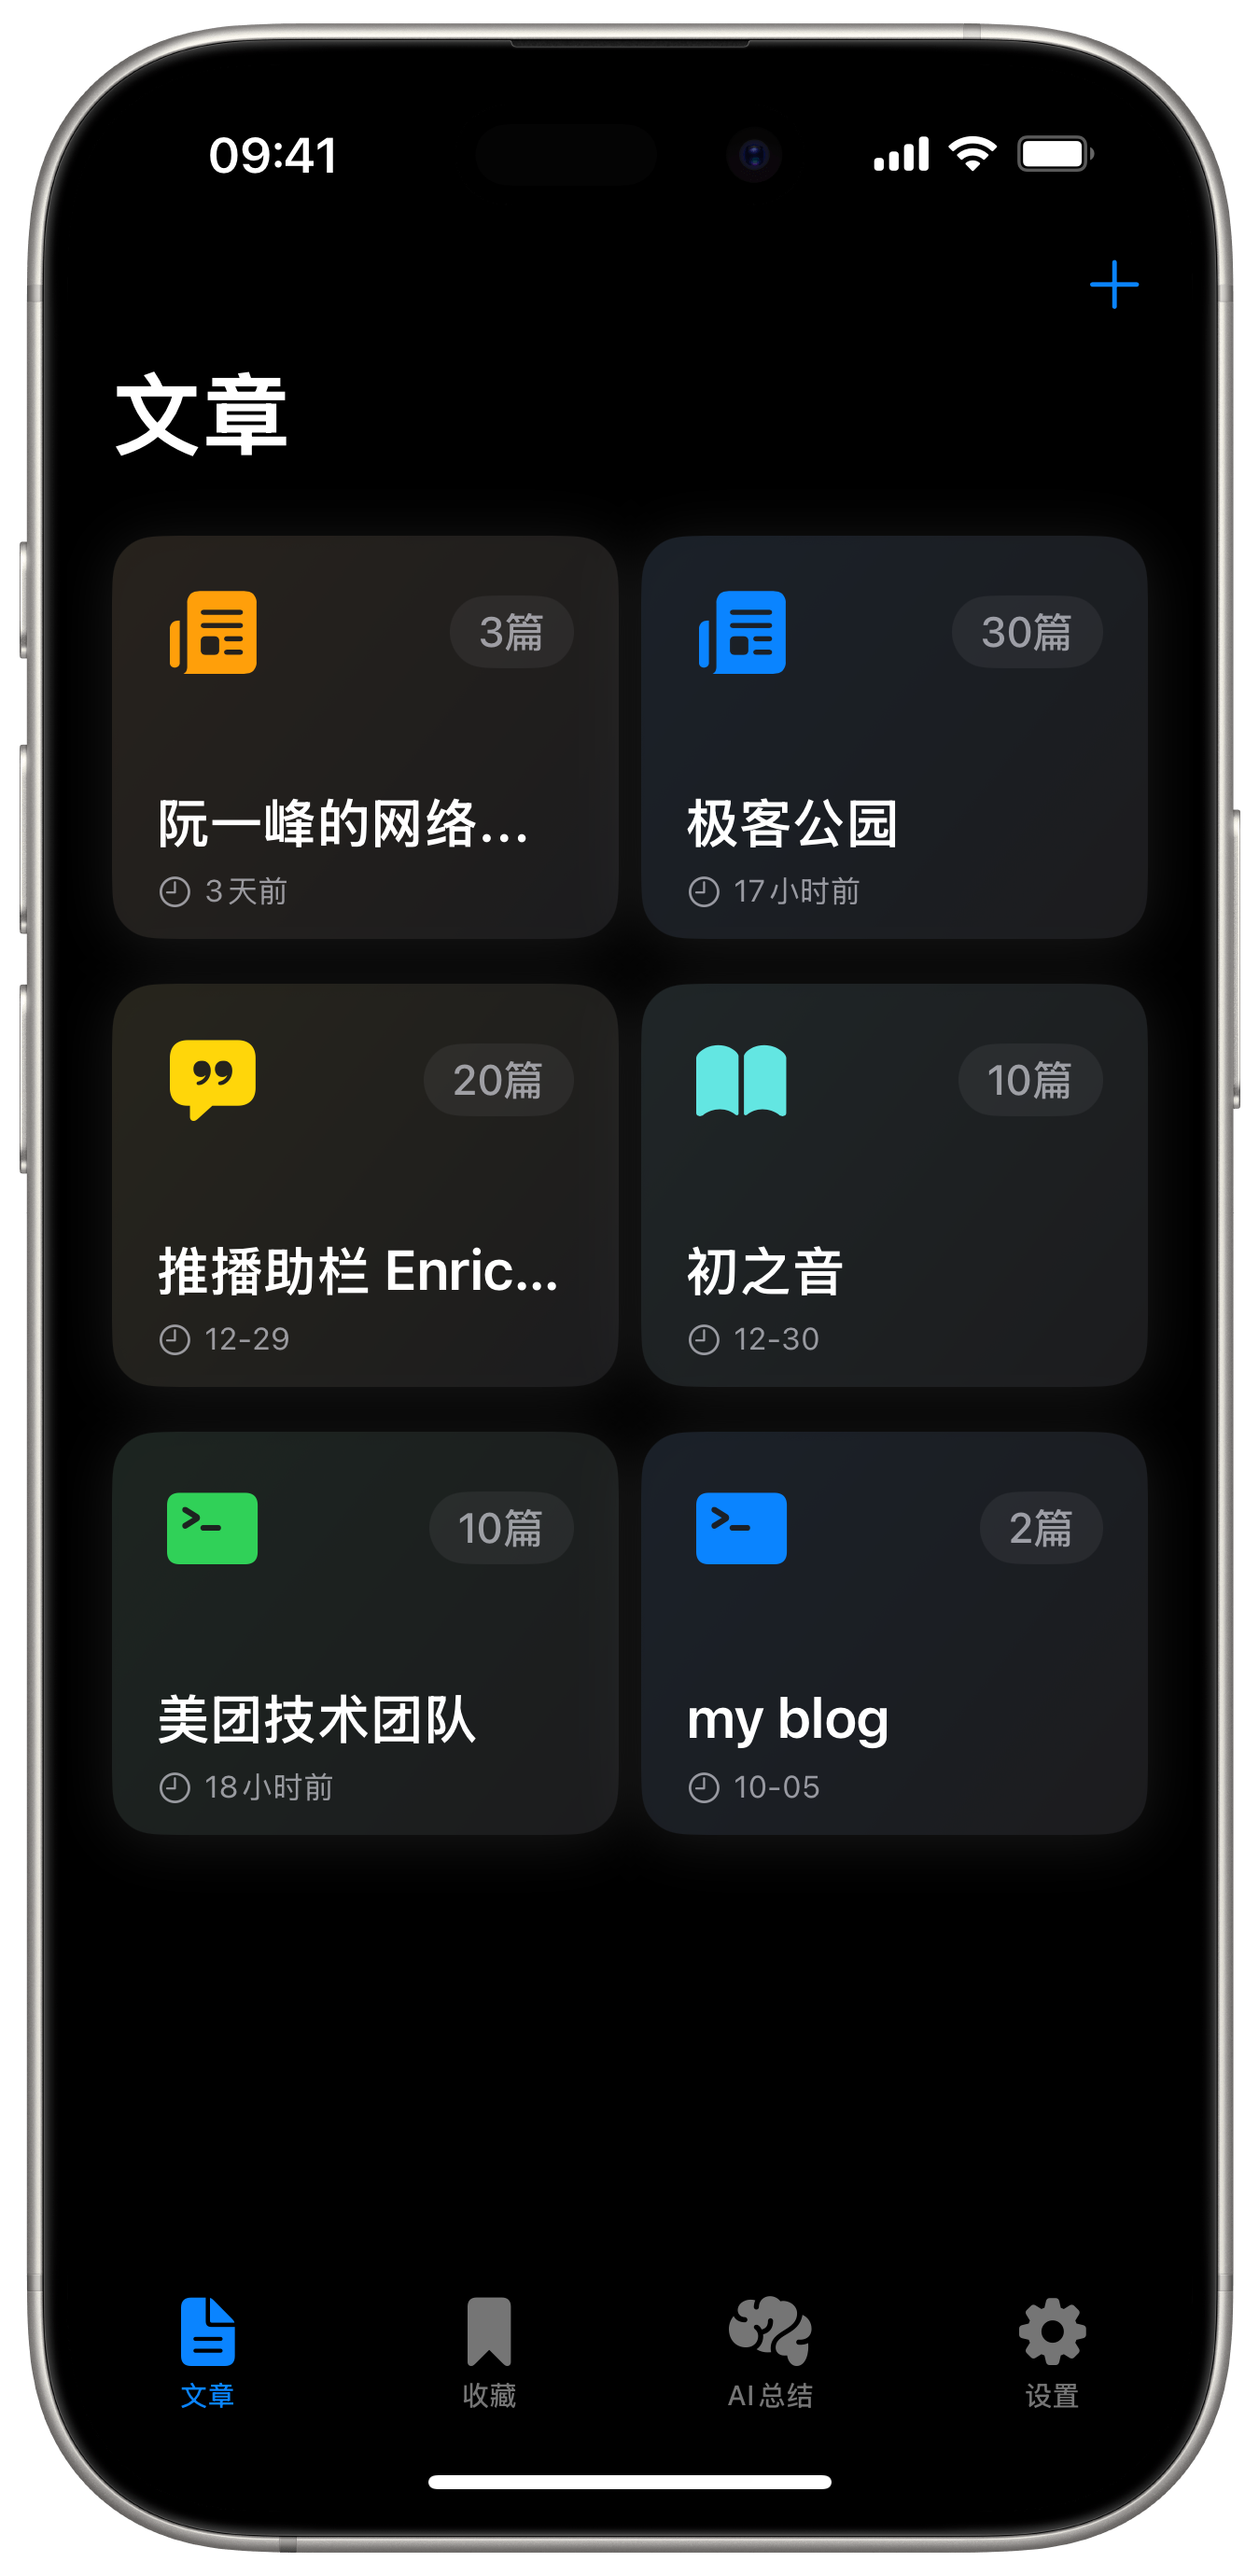 09:41
文章
3篇
30篇
阮一峰的网络...
极客公园
3天前
17小时前
20篇
10篇
推播助栏 Enric...
初之音
12-29
12-30
10篇
2篇
美团技术团队
my blog
18小时前
10-05
文章
收藏
AI总结
设置